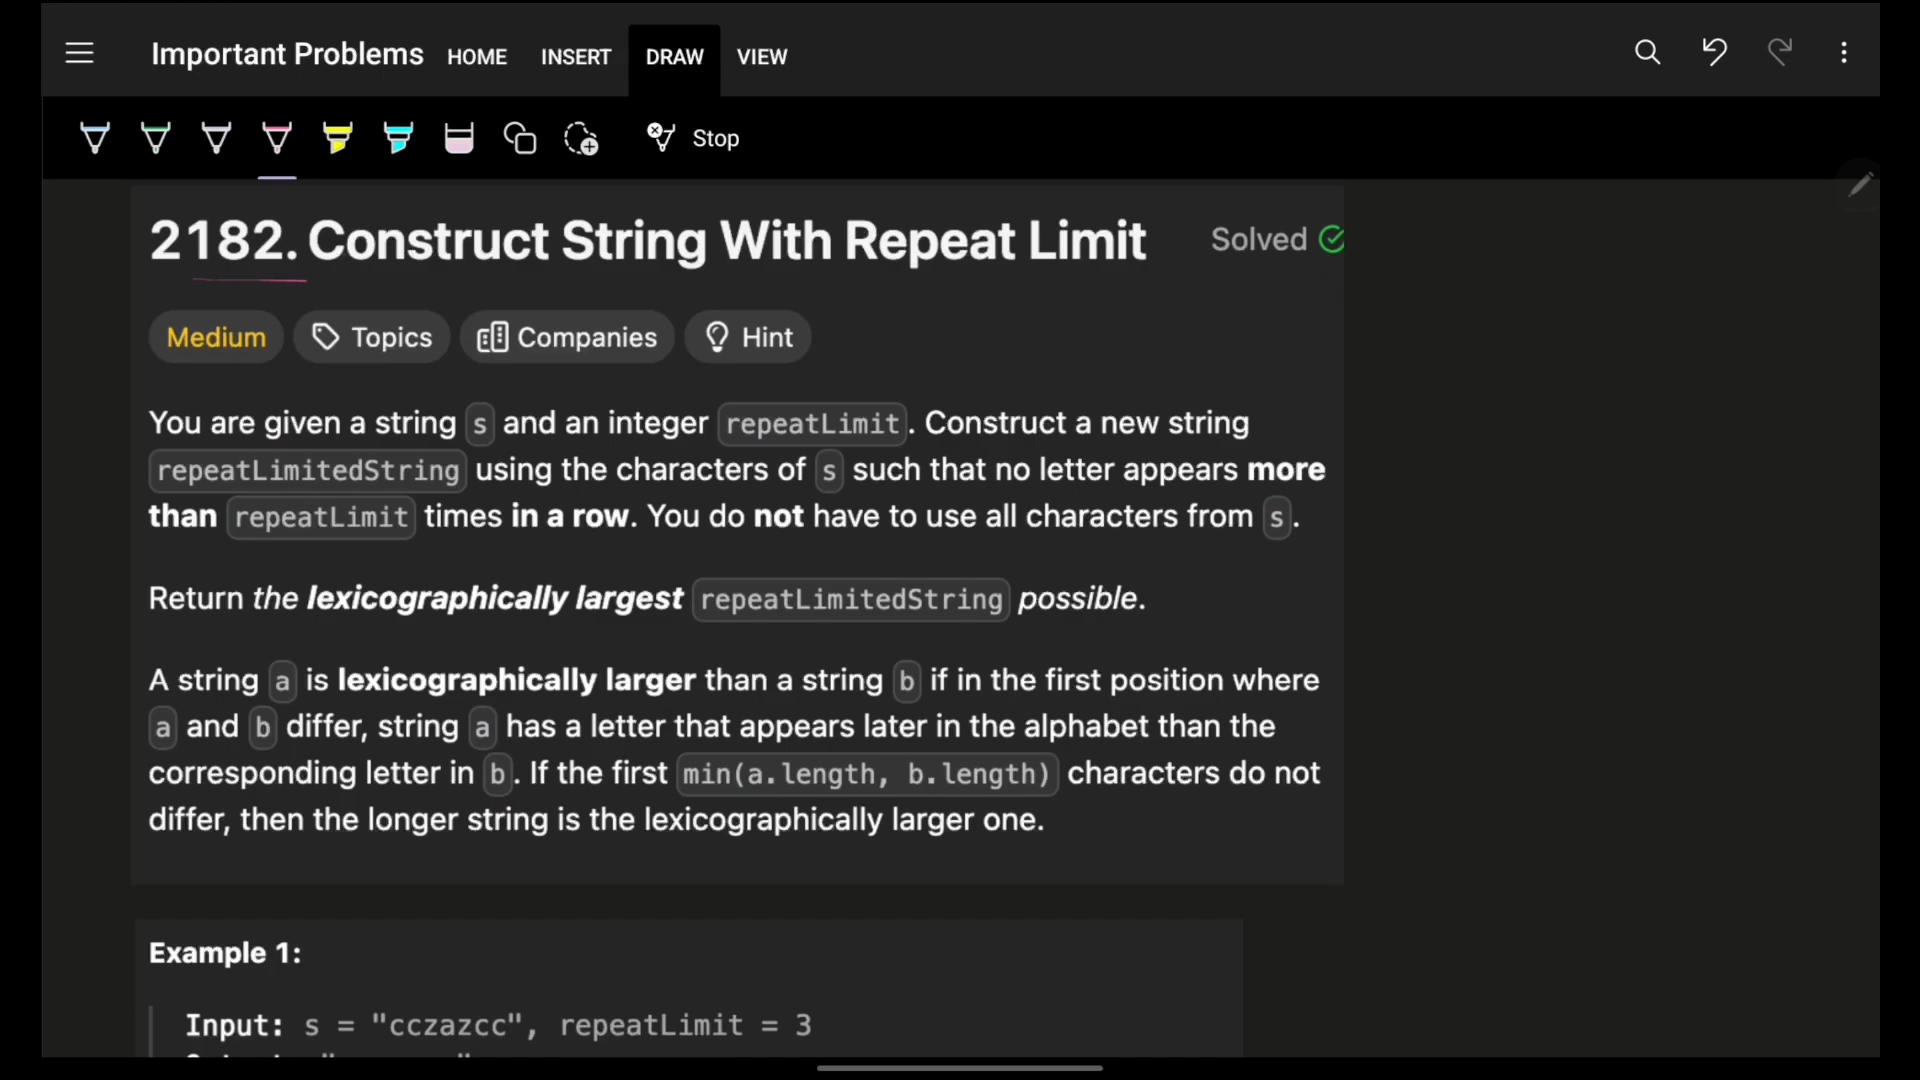 Important Problems HOME INSERT DRAW VIEW
Stop
2182. Construct String With Repeat Limit Solved
Medium Topics Companies Hint
You are given a string s and an integer repeatLimit. Construct a new string
repeatLimitedString using the characters of s such that no letter appears more
than repeatLimit times in a row. You do not have to use all characters from s.
Return the lexicographically largest repeatLimitedString possible.
A string a is lexicographically larger than a string b if in the first position where
a and b differ, string a has a letter that appears later in the alphabet than the
corresponding letter in b. If the first min(a.length, b.length) characters do not
differ, then the longer string is the lexicographically larger one.
Example 1:
Input: s = "cczazcc", repeatLimit = 3